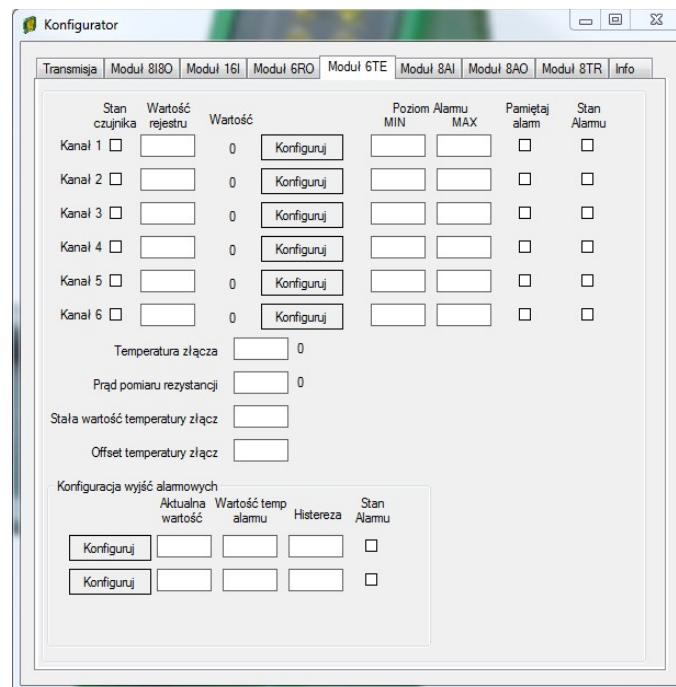 Konfigurator
Transmisja Moduł 8I8O Moduł 16I Moduł 6RO Moduł 6TE Moduł 8AI Moduł 8AO Moduł 8TR Info
Stan czujnika Wartość rejestru Wartość Poziom Alarmu MIN MAX Pamiętaj alarm Stan Alarmu
Kanał 1 0 Konfiguruj
Kanał 2 0 Konfiguruj
Kanał 3 0 Konfiguruj
Kanał 4 0 Konfiguruj
Kanał 5 0 Konfiguruj
Kanał 6 0 Konfiguruj
Temperatura złącza 0
Prąd pomiaru rezystancji 0
Stała wartość temperatury złącz
Offset temperatury złącz
Konfiguracja wyjść alarmowych
Aktualna wartość Wartość temp alarmu Histereza Stan Alarmu
Konfiguruj
Konfiguruj